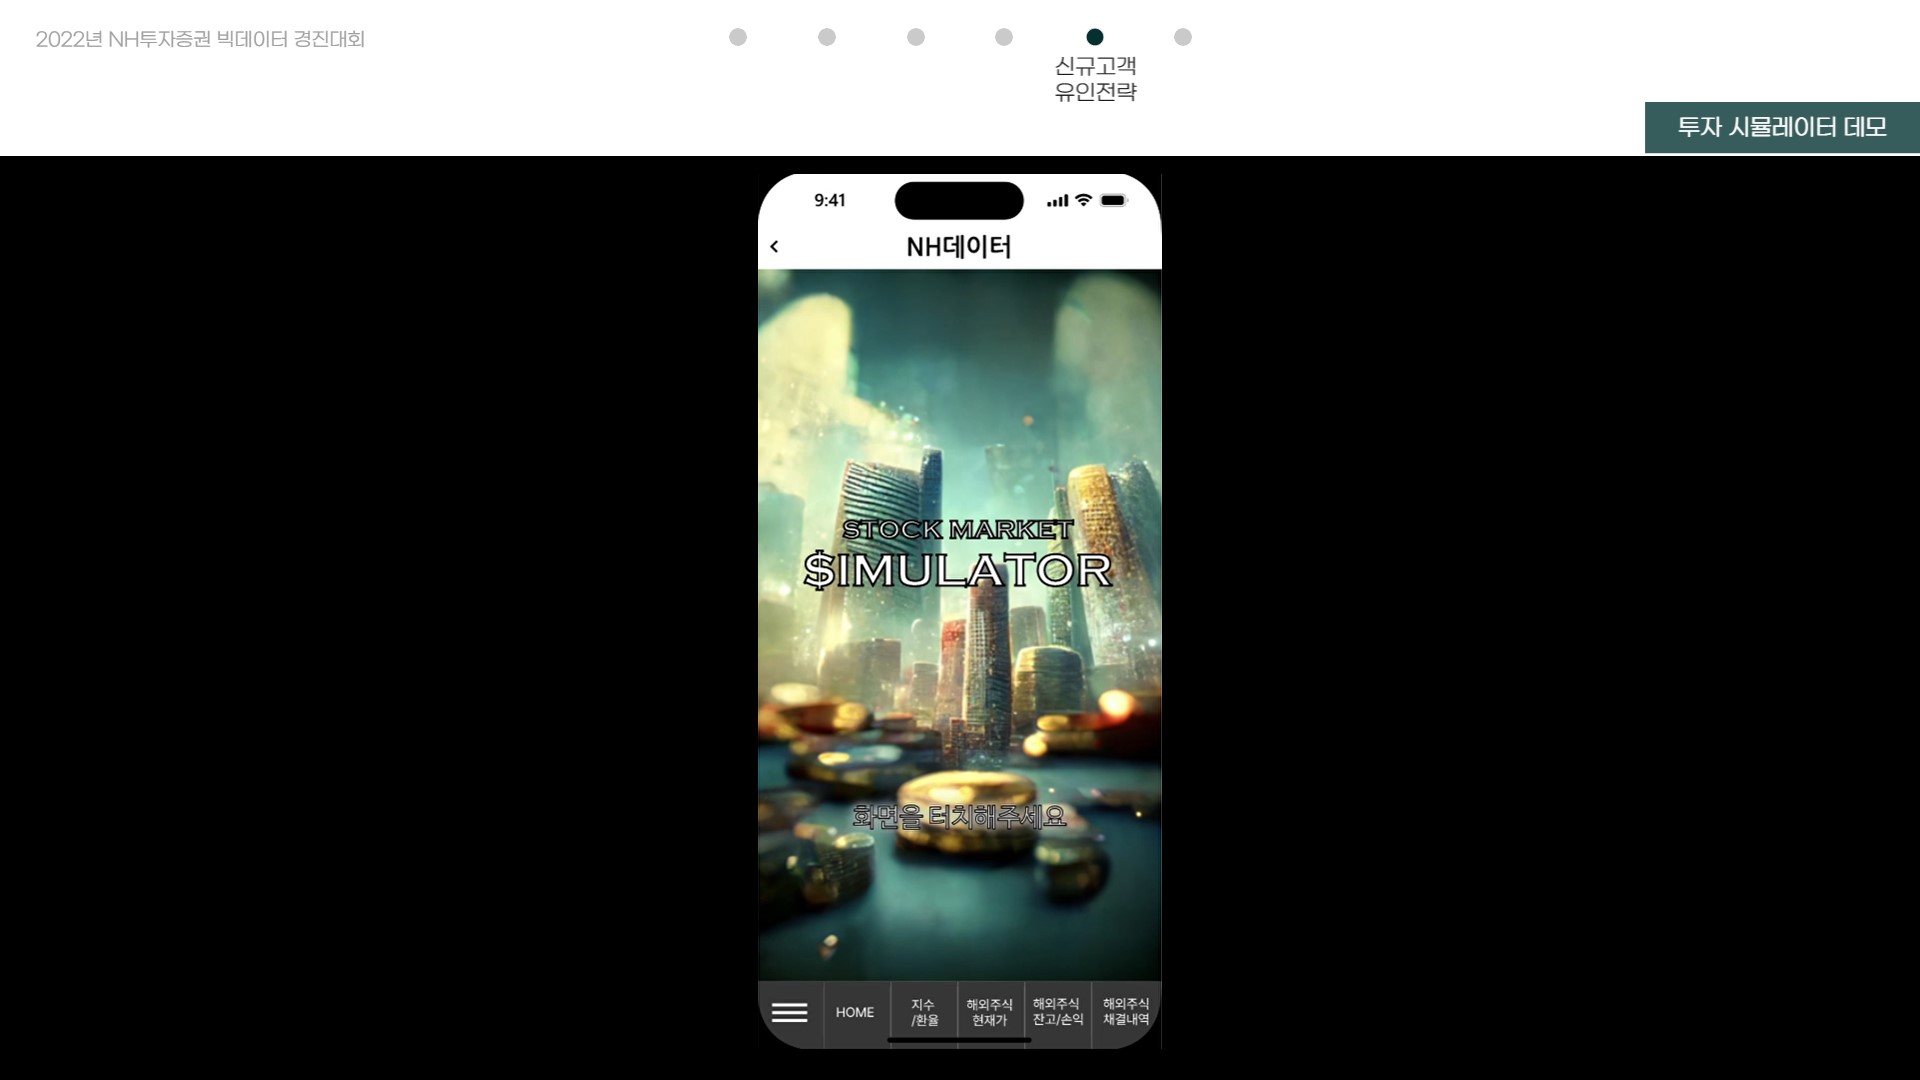 2022년 NH투자증권 빅데이터 경진대회
신규고객
유인전략
투자 시뮬레이터 데모
9:41
NH데이터
STOCK MARKET
$IMULATOR
화면을 터치해주세요
HOME
지수
/환율
해외주식
현재가
해외주식
잔고/손익
해외주식
채결내역